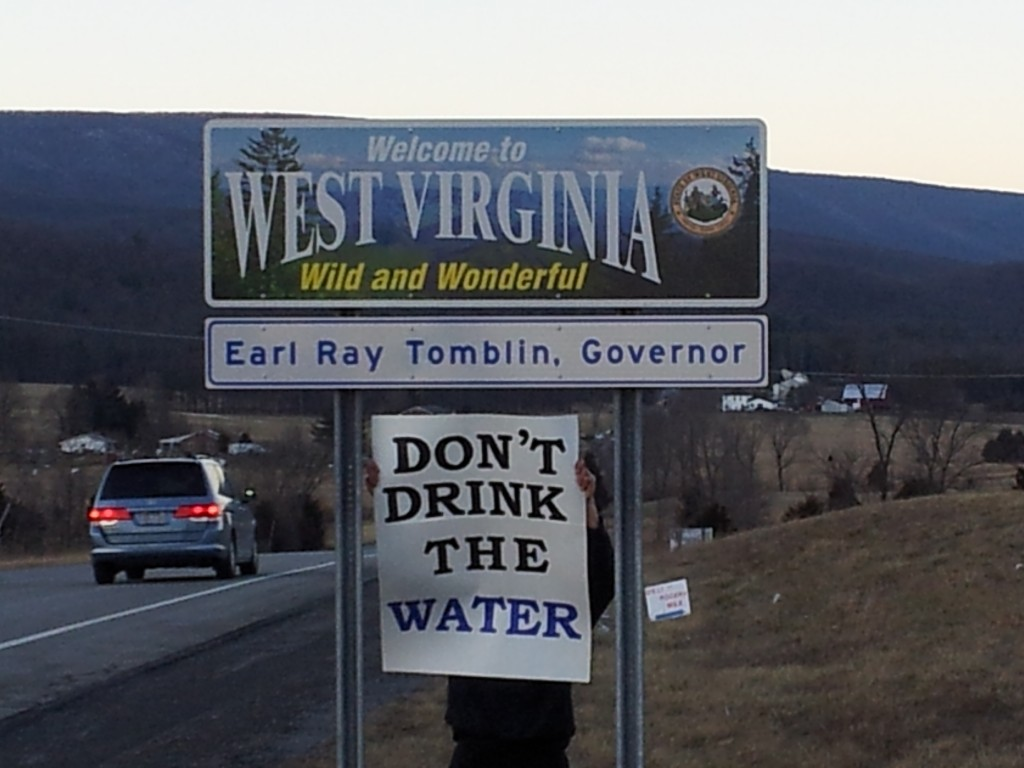 Welcome to
WEST VIRGINIA
Wild and Wonderful
Earl Ray Tomblin, Governor
DON'T
DRINK
THE
WATER